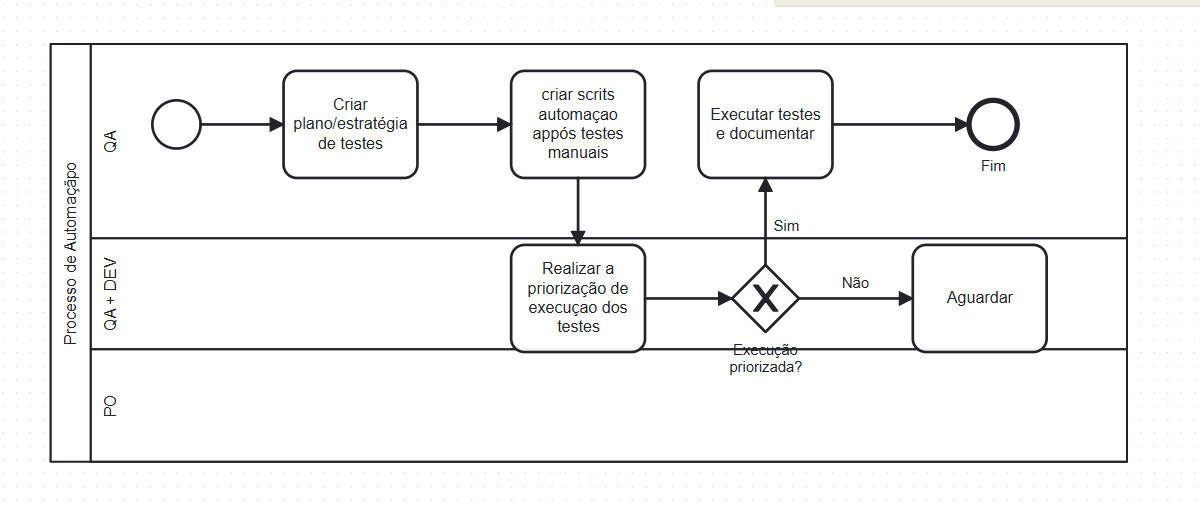 Processo de Automaçãpo
QA
Criar
plano/estratégia
de testes
criar scrits
automaçao
appós testes
manuais
Executar testes
e documentar
Fim
Sim
QA + DEV
Realizar a
priorização de
execuçao dos
testes
Execução
priorizada?
Não
Aguardar
PO